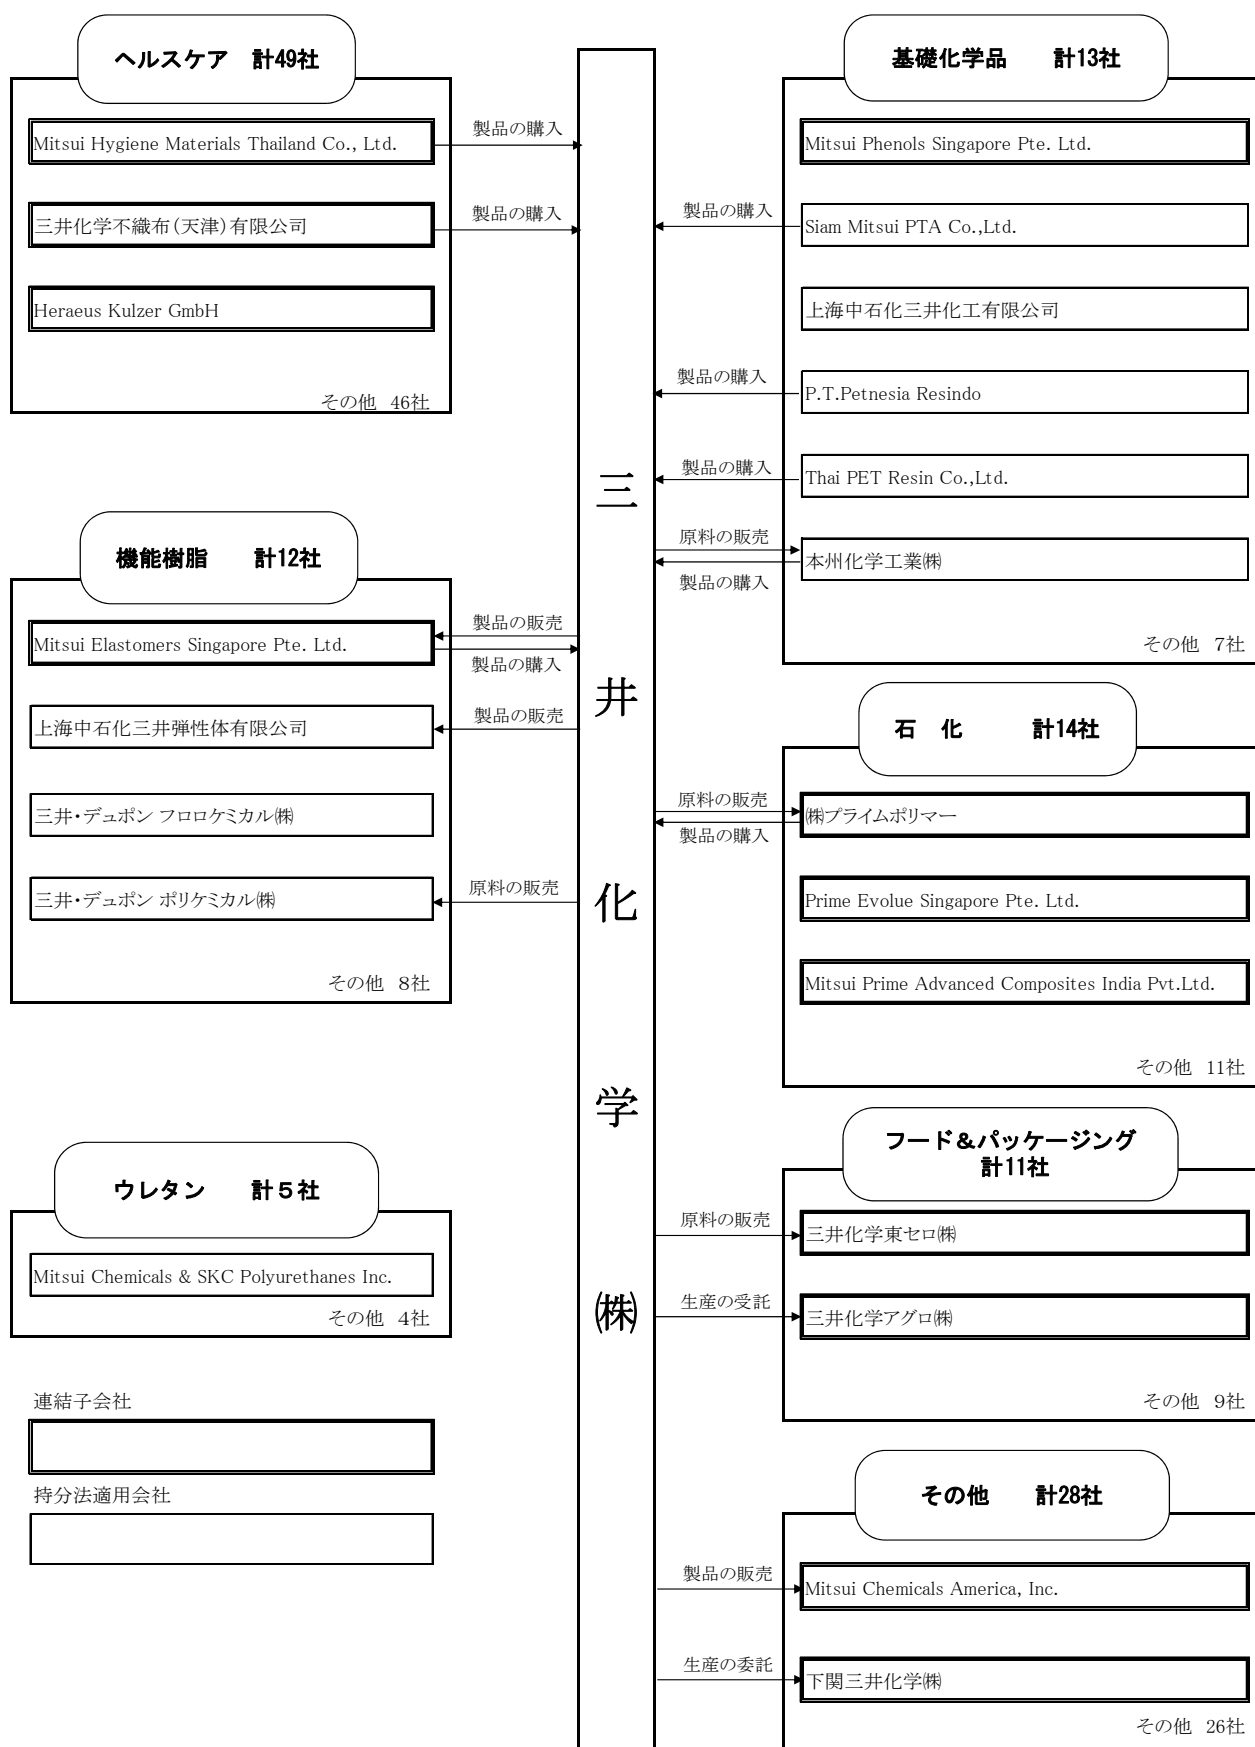 ヘルスケア　計49社
Mitsui Hygiene Materials Thailand Co., Ltd.
製品の購入
三井化学不織布(天津)有限公司
製品の購入
Heraeus Kulzer GmbH
その他 46社
機能樹脂　計12社
Mitsui Elastomers Singapore Pte. Ltd.
製品の販売
製品の購入
上海中石化三井弾性体有限公司
製品の販売
三井・デュポン フロロケミカル㈱
三井・デュポン ポリケミカル㈱
原料の販売
その他 8社
ウレタン　計５社
Mitsui Chemicals & SKC Polyurethanes Inc.
その他 4社
連結子会社
持分法適用会社
三
井
化
学
㈱
基礎化学品　計13社
Mitsui Phenols Singapore Pte. Ltd.
製品の購入
Siam Mitsui PTA Co.,Ltd.
上海中石化三井化工有限公司
製品の購入
P.T.Petnesia Resindo
製品の購入
Thai PET Resin Co.,Ltd.
原料の販売
本州化学工業㈱
製品の購入
その他 7社
石　化　計14社
原料の販売
㈱プライムポリマー
製品の購入
Prime Evolue Singapore Pte. Ltd.
Mitsui Prime Advanced Composites India Pvt.Ltd.
その他 11社
フード＆パッケージング
計11社
原料の販売
三井化学東セロ㈱
生産の受託
三井化学アグロ㈱
その他 9社
その他　計28社
製品の販売
Mitsui Chemicals America, Inc.
生産の委託
下関三井化学㈱
その他 26社